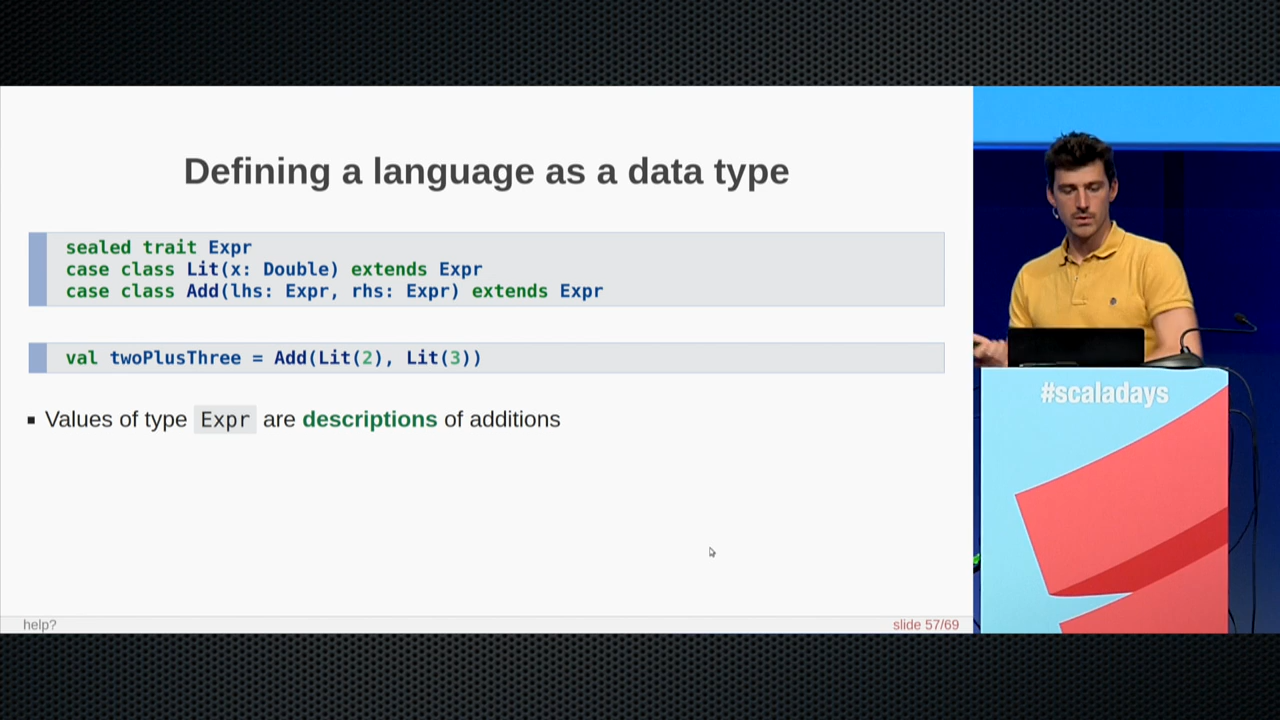 Defining a language as a data type
sealed trait Expr
case class Lit(x: Double) extends Expr
case class Add(lhs: Expr, rhs: Expr) extends Expr
val twoPlusThree = Add(Lit(2), Lit(3))
▪ Values of type Expr are descriptions of additions
help?
slide 57/69
#scaladays